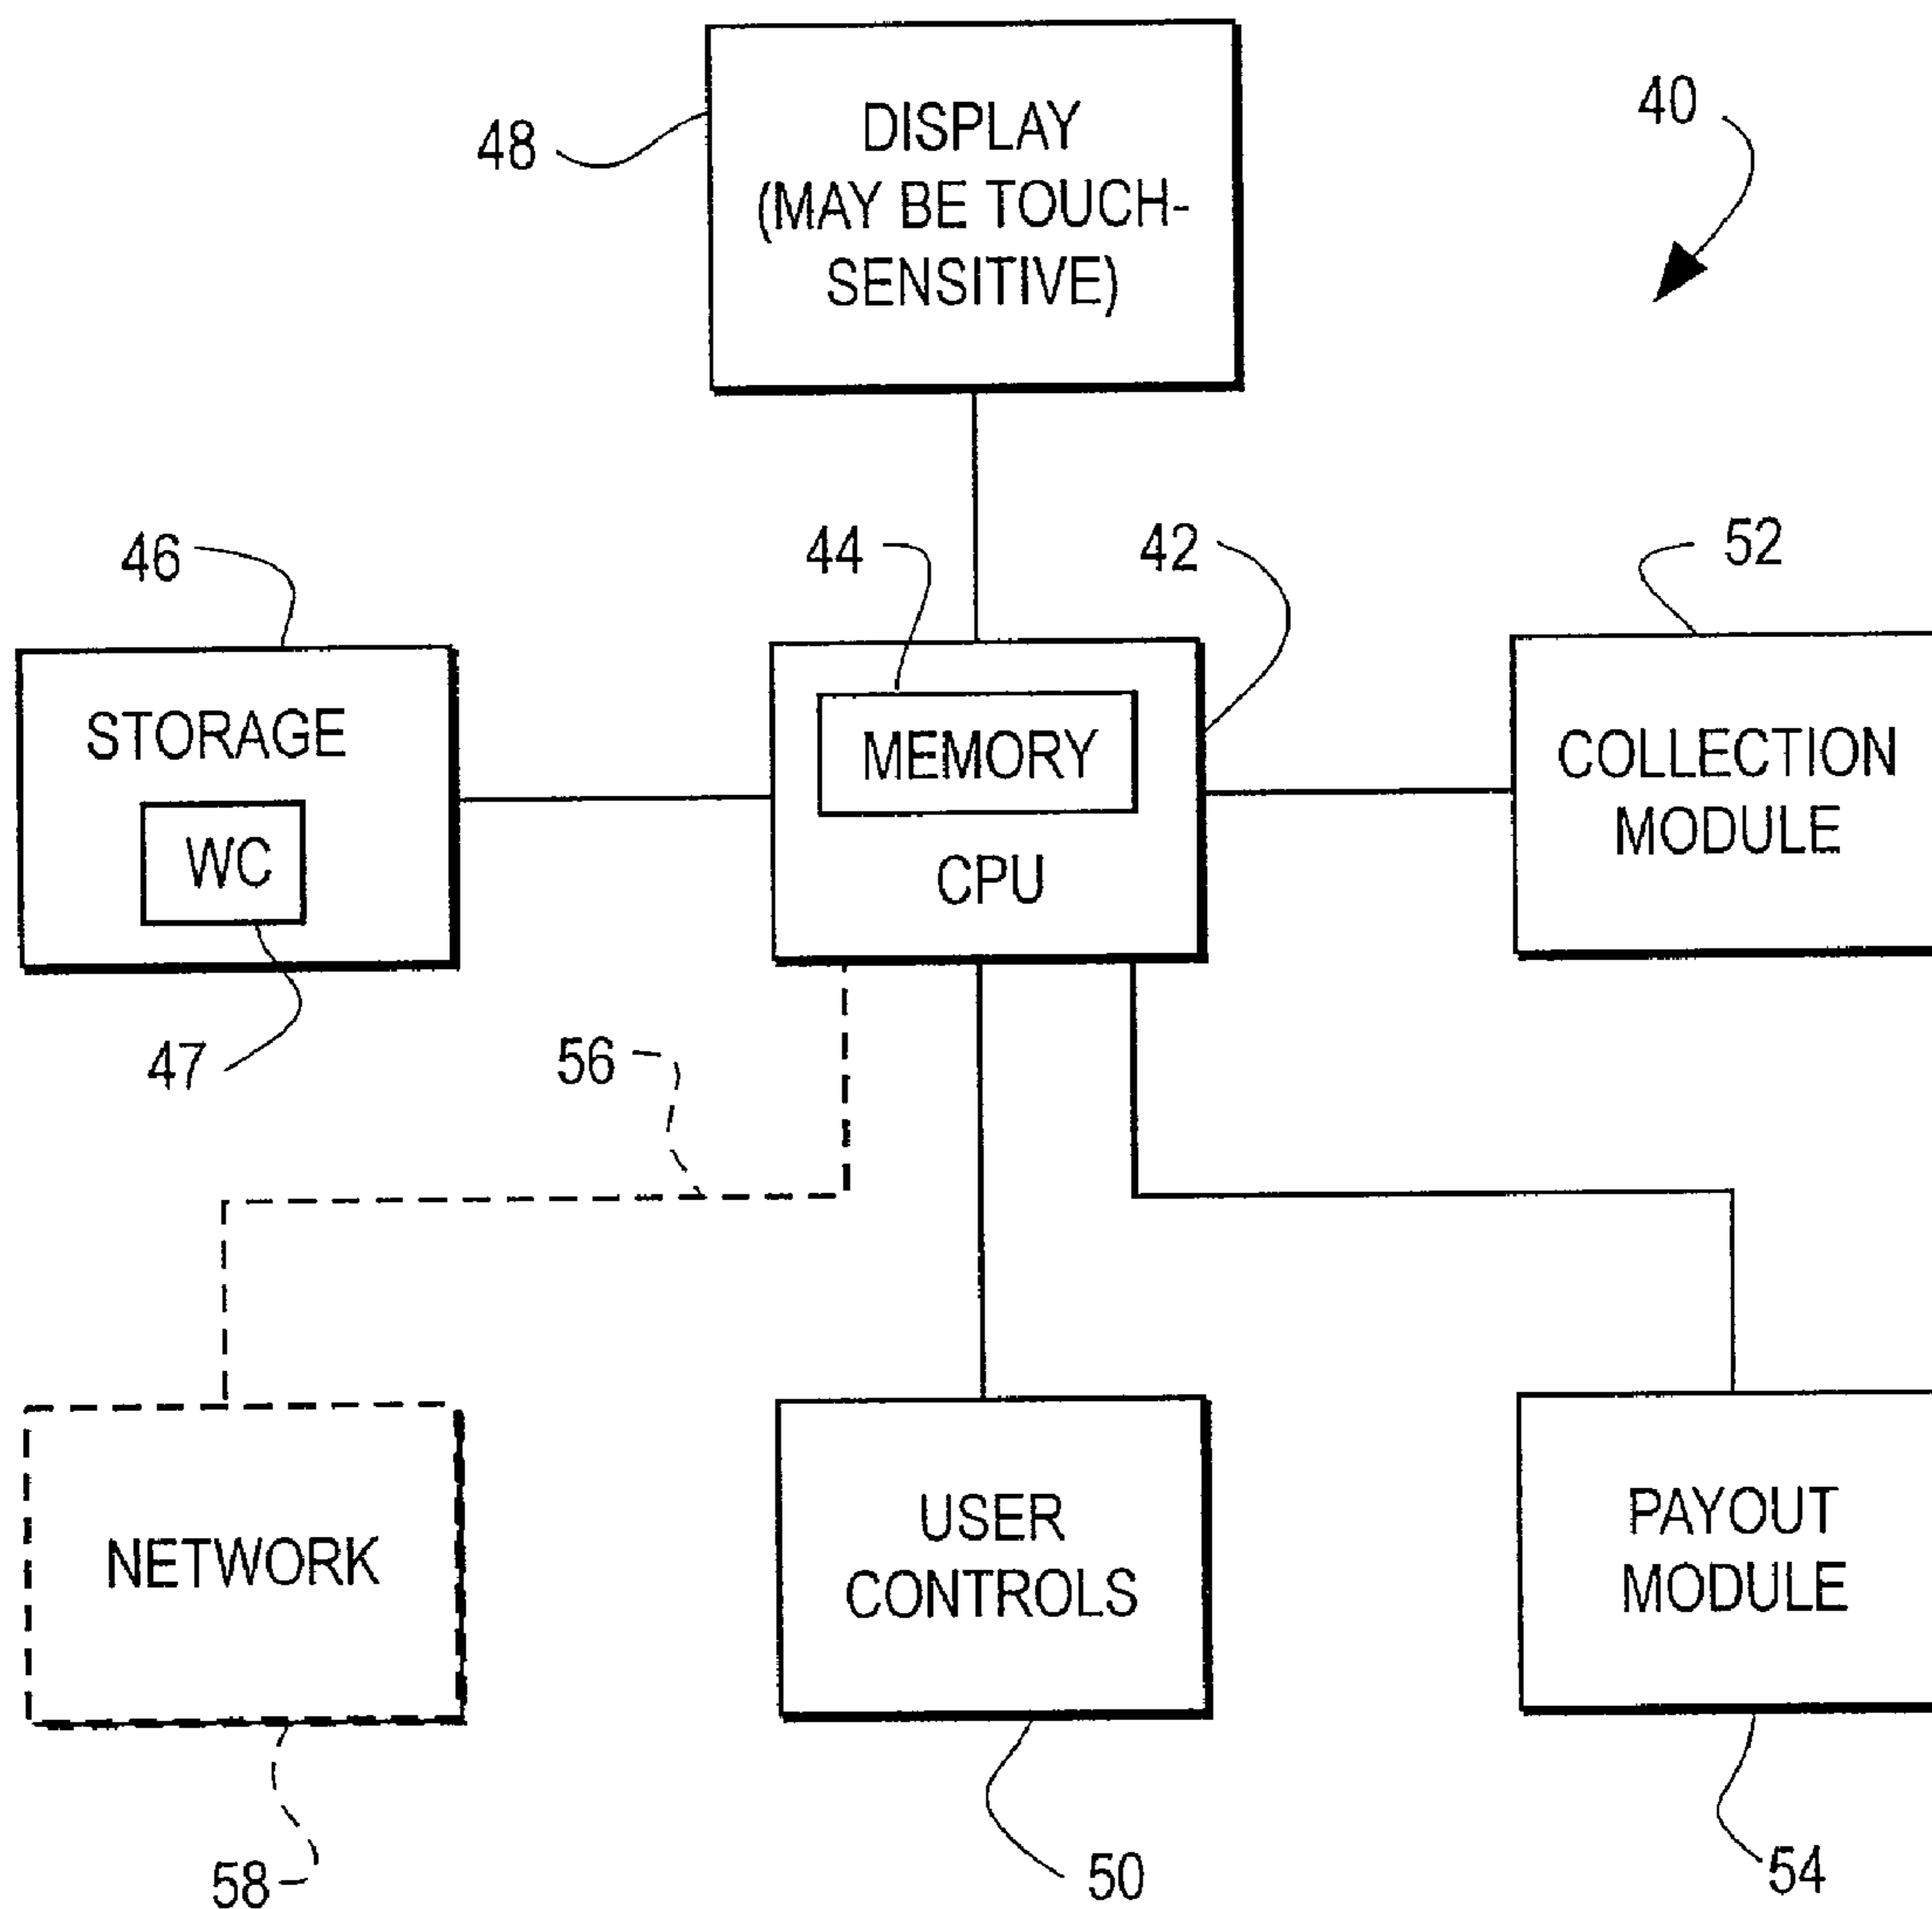 40
48
DISPLAY
(MAY BE TOUCH-
SENSITIVE)
46
44
42
52
STORAGE
WC
47
MEMORY
CPU
COLLECTION
MODULE
56
NETWORK
58
USER
CONTROLS
50
PAYOUT
MODULE
54